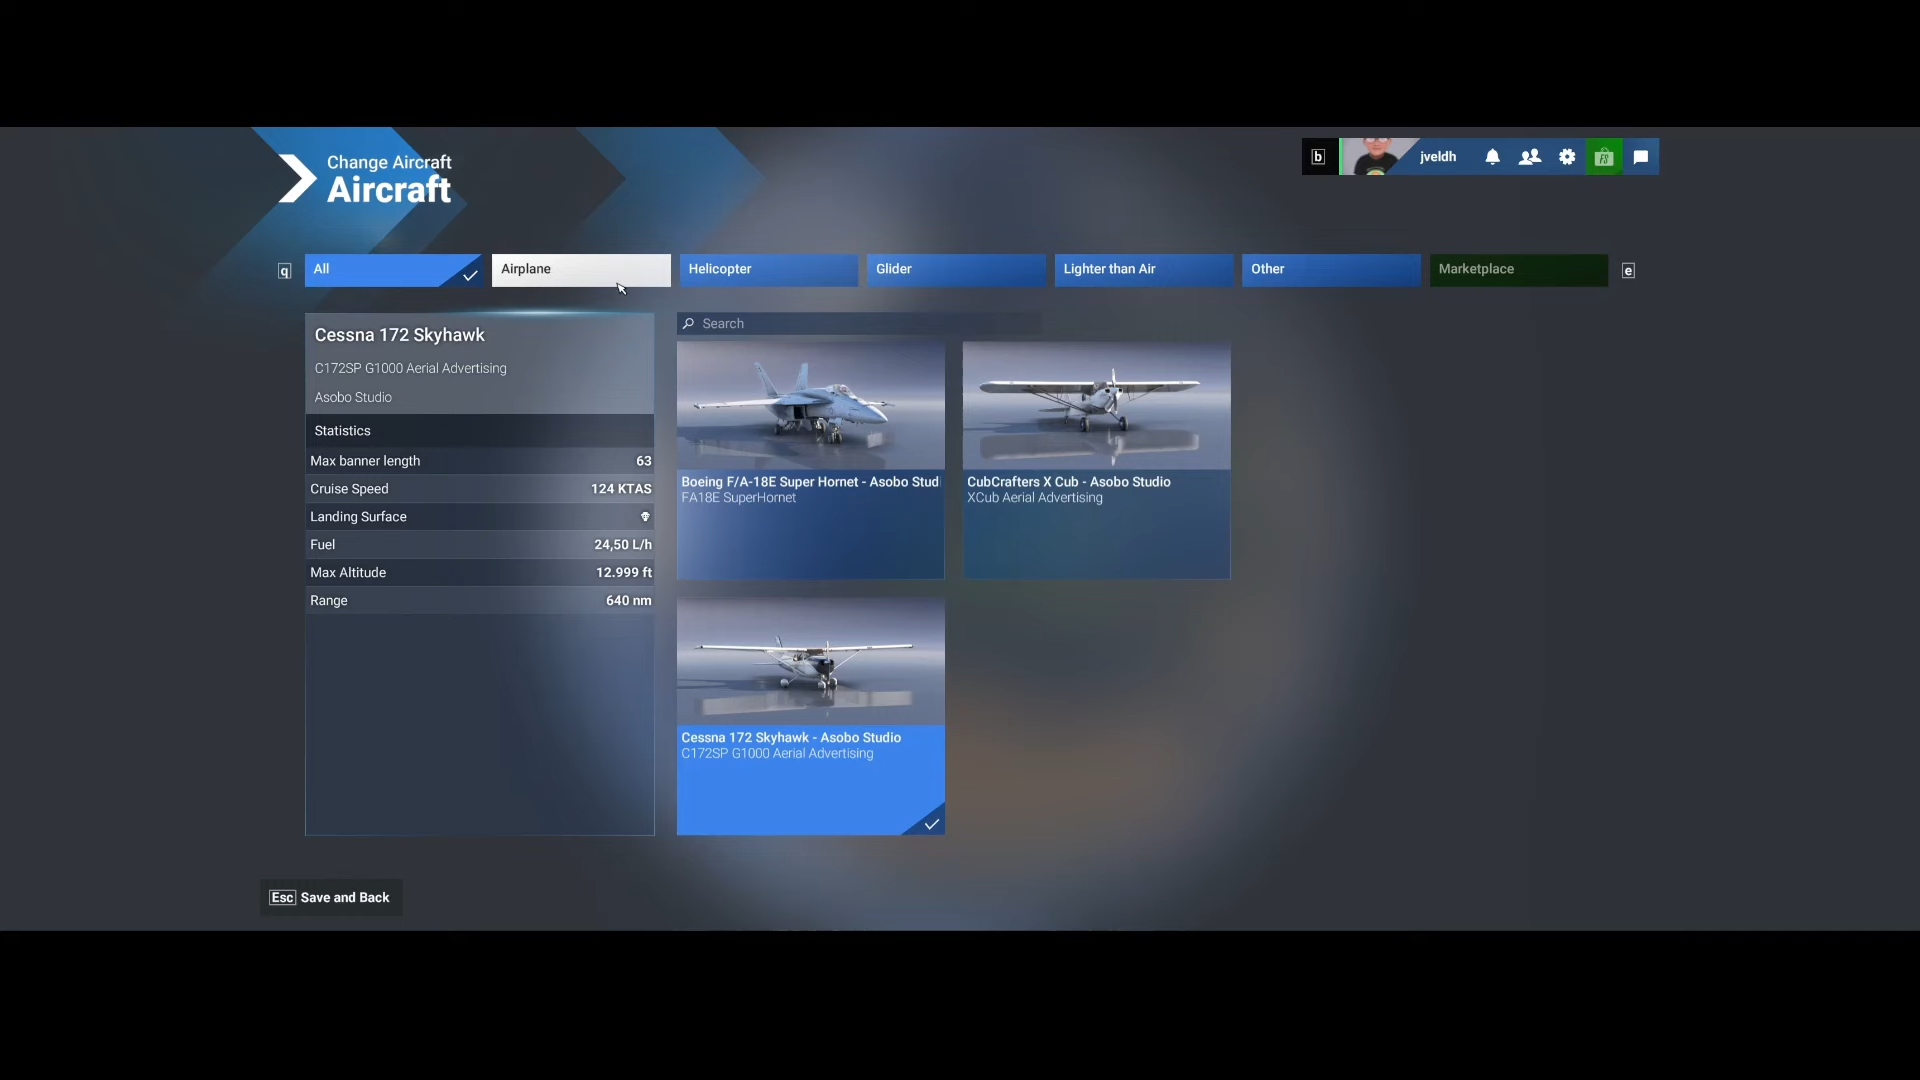 Change Aircraft
Aircraft
b
jveldh
FS
q
All
Airplane
Helicopter
Glider
Lighter than Air
Other
Marketplace
e
Cessna 172 Skyhawk
C172SP G1000 Aerial Advertising
Asobo Studio
Statistics
Max banner length 63
Cruise Speed 124 KTAS
Landing Surface
Fuel 24,50 L/h
Max Altitude 12.999 ft
Range 640 nm
Search
Boeing F/A-18E Super Hornet - Asobo Studi
FA18E SuperHornet
CubCrafters X Cub - Asobo Studio
XCub Aerial Advertising
Cessna 172 Skyhawk - Asobo Studio
C172SP G1000 Aerial Advertising
Esc Save and Back